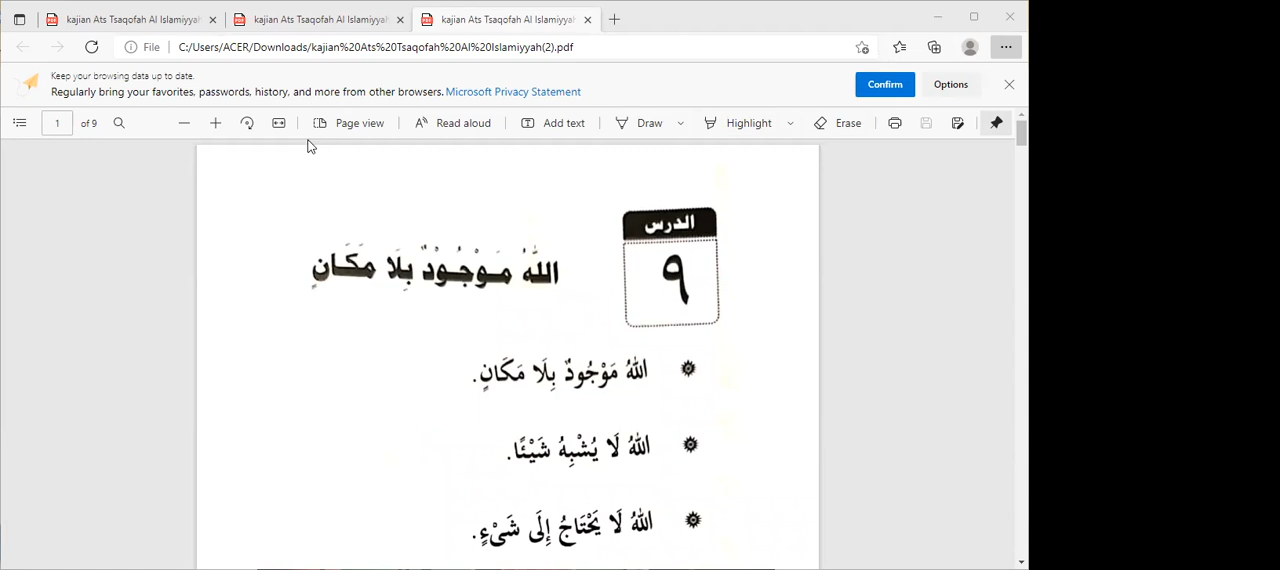 kajian Ats Tsaqofah Al Islamiyyah
kajian Ats Tsaqofah Al Islamiyyah
kajian Ats Tsaqofah Al Islamiyyah
File C:/Users/ACER/Downloads/kajian%20Ats%20Tsaqofah%20Al%20Islamiyyah(2).pdf
Keep your browsing data up to date.
Regularly bring your favorites, passwords, history, and more from other browsers. Microsoft Privacy Statement
Confirm
Options
1 of 9
Page view
Read aloud
Add text
Draw
Highlight
Erase
الدرس
٩
اللهُ مَوْجُوْدٌ بِلَا مَكَانٍ
اللهُ مَوْجُودٌ بِلَا مَكَانٍ.
اللهُ لَا يُشْبِهُ شَيْئًا.
اللهُ لَا يَحْتَاجُ إِلَى شَىْءٍ.